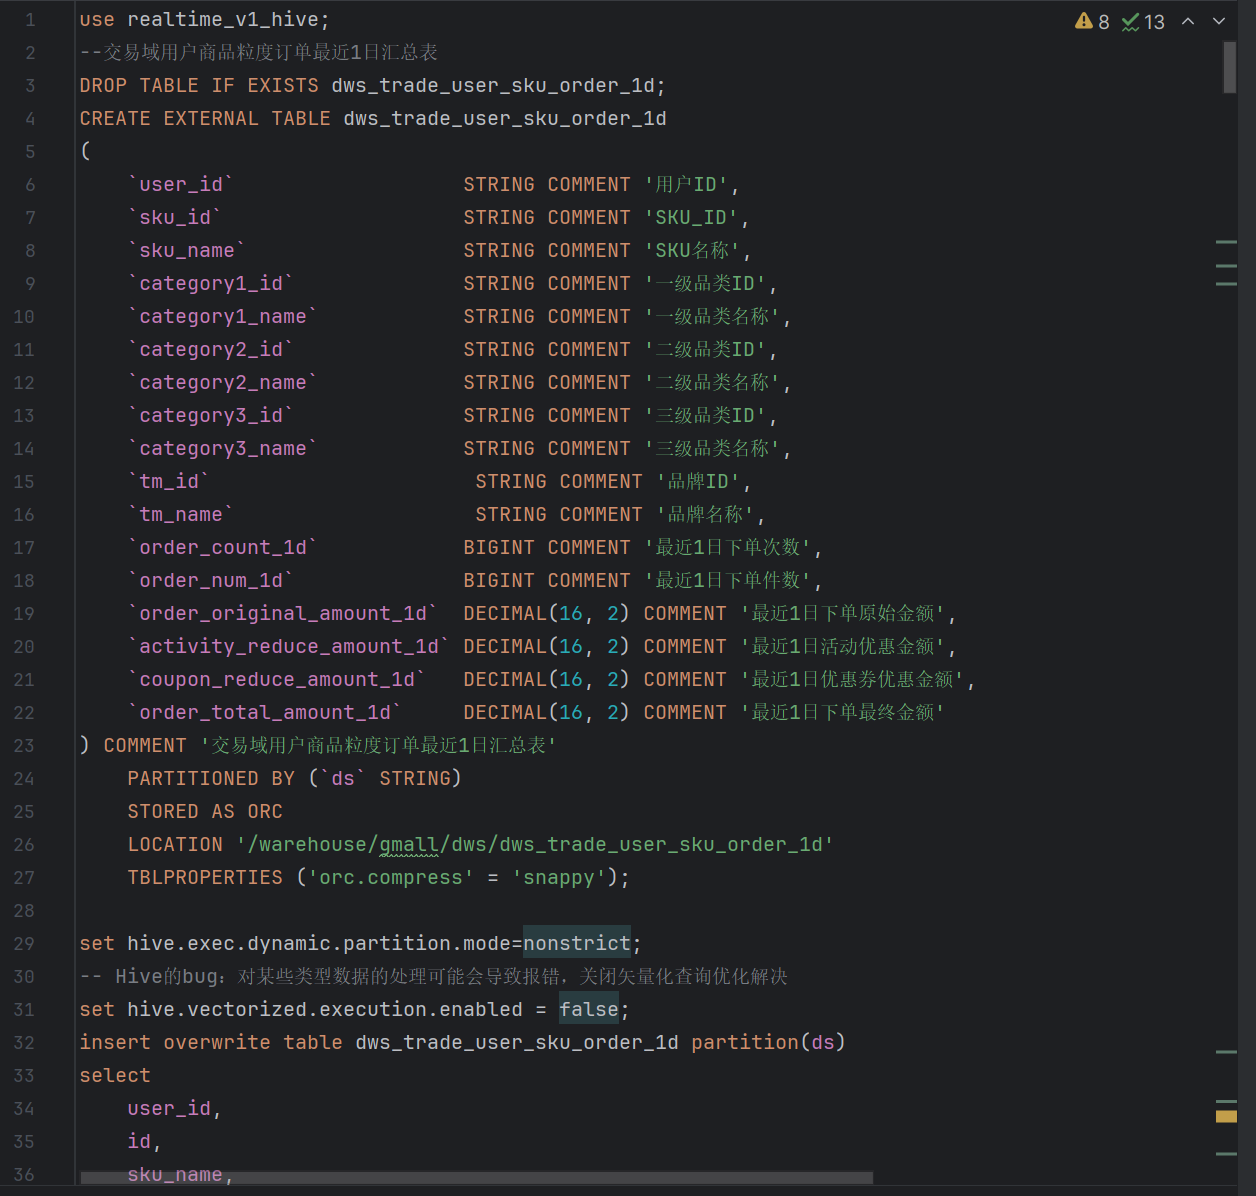 8 13
1 use realtime_v1_hive;
2 --交易域用户商品粒度订单最近1日汇总表
3 DROP TABLE IF EXISTS dws_trade_user_sku_order_1d;
4 CREATE EXTERNAL TABLE dws_trade_user_sku_order_1d
5 (
6 `user_id` STRING COMMENT '用户ID',
7 `sku_id` STRING COMMENT 'SKU_ID',
8 `sku_name` STRING COMMENT 'SKU名称',
9 `category1_id` STRING COMMENT '一级品类ID',
10 `category1_name` STRING COMMENT '一级品类名称',
11 `category2_id` STRING COMMENT '二级品类ID',
12 `category2_name` STRING COMMENT '二级品类名称',
13 `category3_id` STRING COMMENT '三级品类ID',
14 `category3_name` STRING COMMENT '三级品类名称',
15 `tm_id` STRING COMMENT '品牌ID',
16 `tm_name` STRING COMMENT '品牌名称',
17 `order_count_1d` BIGINT COMMENT '最近1日下单次数',
18 `order_num_1d` BIGINT COMMENT '最近1日下单件数',
19 `order_original_amount_1d` DECIMAL(16, 2) COMMENT '最近1日下单原始金额',
20 `activity_reduce_amount_1d` DECIMAL(16, 2) COMMENT '最近1日活动优惠金额',
21 `coupon_reduce_amount_1d` DECIMAL(16, 2) COMMENT '最近1日优惠券优惠金额',
22 `order_total_amount_1d` DECIMAL(16, 2) COMMENT '最近1日下单最终金额'
23 ) COMMENT '交易域用户商品粒度订单最近1日汇总表'
24 PARTITIONED BY (`ds` STRING)
25 STORED AS ORC
26 LOCATION '/warehouse/gmall/dws/dws_trade_user_sku_order_1d'
27 TBLPROPERTIES ('orc.compress' = 'snappy');
28
29 set hive.exec.dynamic.partition.mode=nonstrict;
30 -- Hive的bug：对某些类型数据的处理可能会导致报错，关闭矢量化查询优化解决
31 set hive.vectorized.execution.enabled = false;
32 insert overwrite table dws_trade_user_sku_order_1d partition(ds)
33 select
34 user_id,
35 id,
36 sku_name,